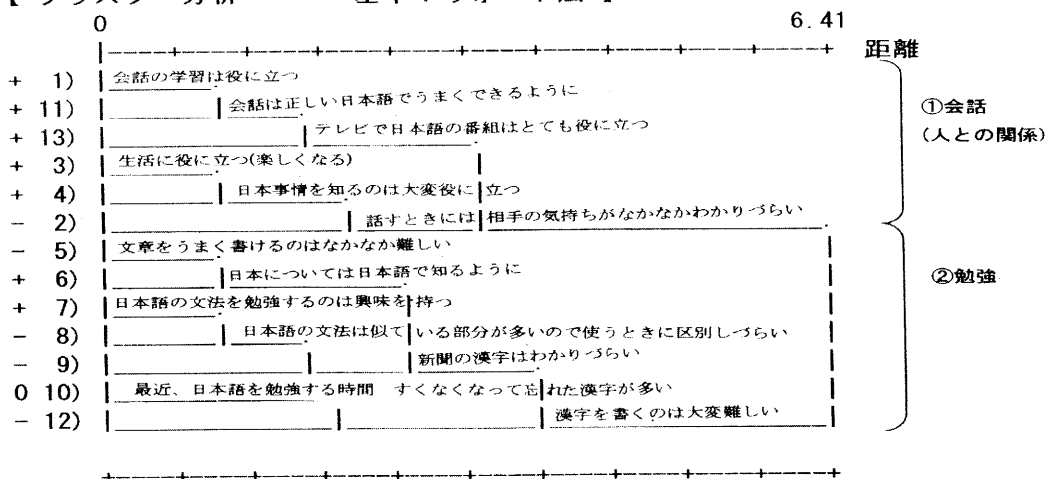 0 6.41
距離
+ 1) 会話の学習は役に立つ
+ 11) 会話は正しい日本語でうまくできるように
+ 13) テレビで日本語の番組はとても役に立つ
+ 3) 生活に役に立つ(楽しくなる)
+ 4) 日本事情を知るのは大変役に立つ
- 2) 話すときには相手の気持ちがなかなかわかりづらい
- 5) 文章をうまく書けるのはなかなか難しい
+ 6) 日本については日本語で知るように
+ 7) 日本語の文法を勉強するのは興味を持つ
- 8) 日本語の文法は似ている部分が多いので使うときに区別しづらい
- 9) 新聞の漢字はわかりづらい
0 10) 最近、日本語を勉強する時間 すくなくなって忘れた漢字が多い
- 12) 漢字を書くのは大変難しい
①会話
(人との関係)
②勉強